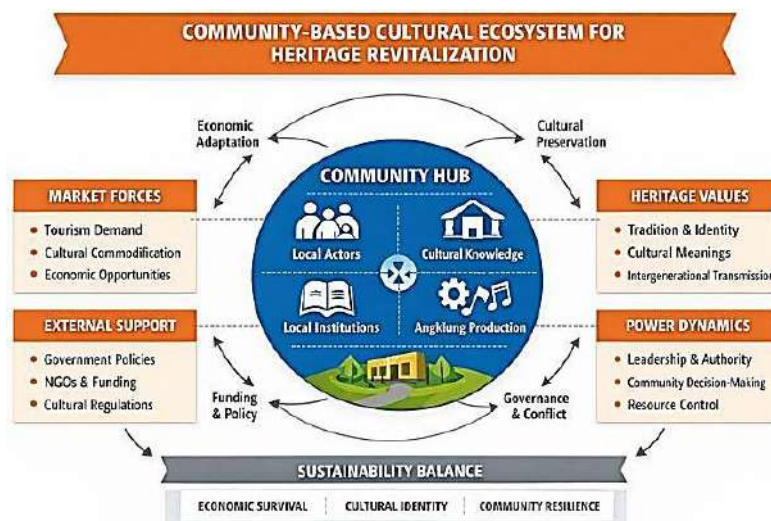 COMMUNITY-BASED CULTURAL ECOSYSTEM FOR
HERITAGE REVITALIZATION
Economic
Adaptation
Cultural
Preservation
COMMUNITY HUB
Local Actors
Cultural Knowledge
Local Institutions
Angklung Production
MARKET FORCES
• Tourism Demand
• Cultural Commodification
• Economic Opportunities
HERITAGE VALUES
• Tradition & Identity
• Cultural Meanings
• Intergenerational Transmission
EXTERNAL SUPPORT
• Government Policies
• NGOs & Funding
• Cultural Regulations
POWER DYNAMICS
• Leadership & Authority
• Community Decision-Making
• Resource Control
Funding
& Policy
Governance
& Conflict
SUSTAINABILITY BALANCE
ECONOMIC SURVIVAL
CULTURAL IDENTITY
COMMUNITY RESILIENCE